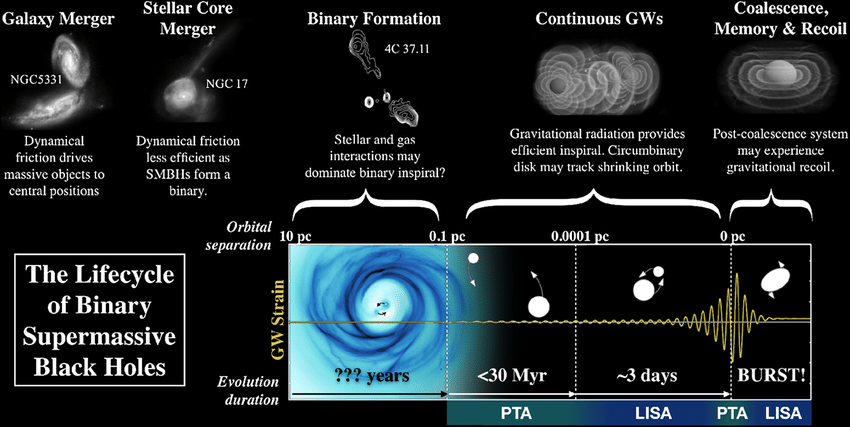 Galaxy Merger
NGC5331
Dynamical
friction drives
massive objects to
central positions
Stellar Core
Merger
NGC 17
Dynamical friction
less efficient as
SMBHs form a
binary.
Binary Formation
4C 37.11
Stellar and gas
interactions may
dominate binary inspiral?
Continuous GWs
Gravitational radiation provides
efficient inspiral. Circumbinary
disk may track shrinking orbit.
Coalescence,
Memory & Recoil
Post-coalescence system
may experience
gravitational recoil.
Orbital
separation
10 pc
0.1 pc
0.0001 pc
0 pc
The Lifecycle
of Binary
Supermassive
Black Holes
GW Strain
Evolution
duration
??? years
<30 Myr
~3 days
BURST!
PTA
LISA
PTA
LISA